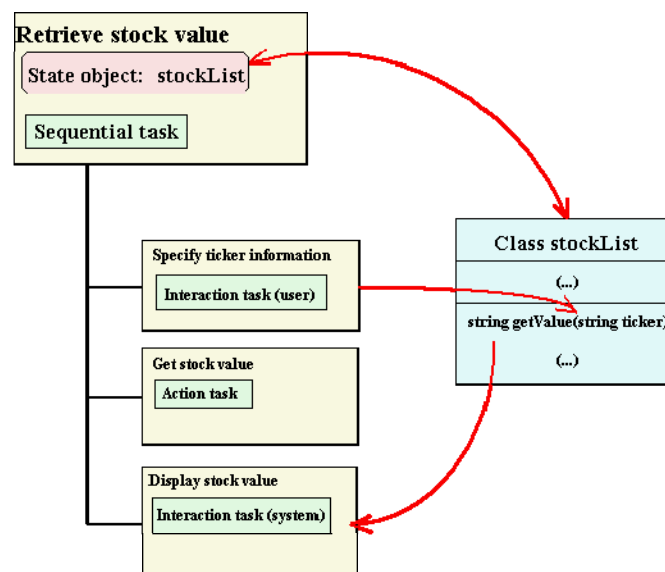 Retrieve stock value
State object: stockList
Sequential task
Specify ticker information
Interaction task (user)
Get stock value
Action task
Display stock value
Interaction task (system)
Class stockList
(...)
string getValue(string ticker)
(...)